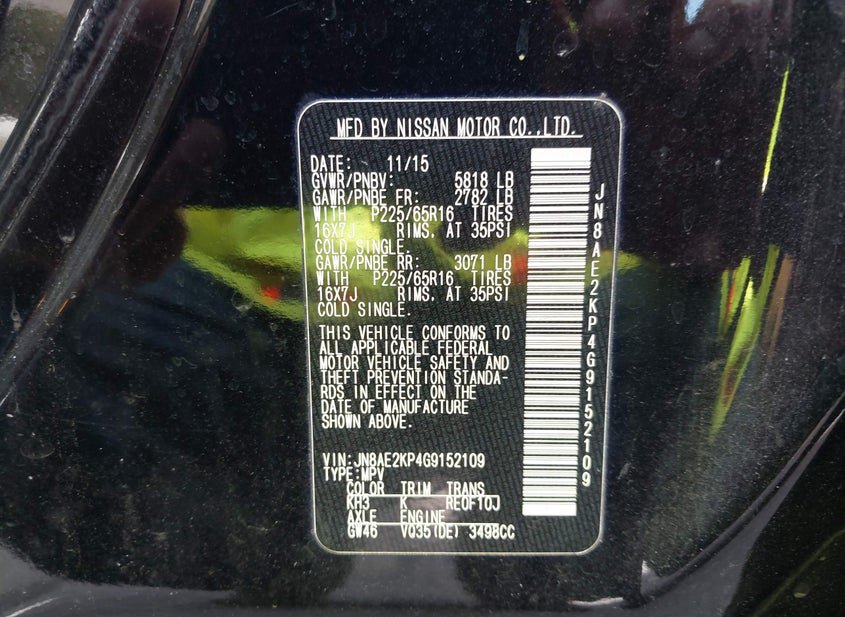 MFD BY NISSAN MOTOR CO.,LTD.
DATE: 11/15
GVWR/PNBV: 5818 LB
GAWR/PNBE FR: 2782 LB
WITH P225/65R16 TIRES
16X7J RIMS. AT 35PSI
COLD SINGLE.
GAWR/PNBE RR: 3071 LB
WITH P225/65R16 TIRES
16X7J RIMS. AT 35PSI
COLD SINGLE.
THIS VEHICLE CONFORMS TO
ALL APPLICABLE FEDERAL
MOTOR VEHICLE SAFETY AND
THEFT PREVENTION STANDA-
RDS IN EFFECT ON THE
DATE OF MANUFACTURE
SHOWN ABOVE.
VIN:JN8AE2KP4G9152109
TYPE:MPV
COLOR TRIM TRANS
KH3 K RE0F10J
AXLE ENGINE
GW46 VQ35(DE) 3498CC
JN8AE2KP4G9152109